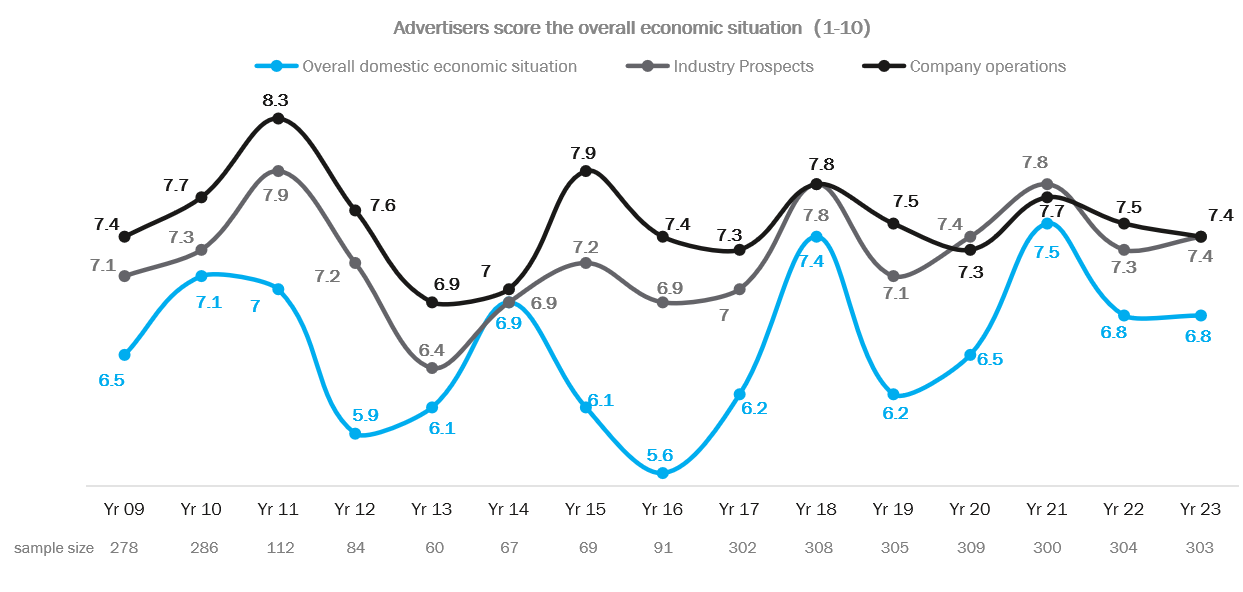 Advertisers score the overall economic situation (1-10)
Overall domestic economic situation Industry Prospects Company operations
8.3
7.9
7.8 7.8
7.7 7.6 7.9 7.5 7.5 7.4
7.4 7.3 7.2 7.4 7.3 7.8 7.4 7.7
7.1 7.2 7 7.4 7.3 7.5 7.3 7.4
7.1 7 6.9 6.9 6.9 7 7.1
6.5 6.4 6.9 6.5 6.8 6.8
5.9 6.1 6.1 6.2 6.2
5.6
Yr 09 Yr 10 Yr 11 Yr 12 Yr 13 Yr 14 Yr 15 Yr 16 Yr 17 Yr 18 Yr 19 Yr 20 Yr 21 Yr 22 Yr 23
sample size 278 286 112 84 60 67 69 91 302 308 305 309 300 304 303